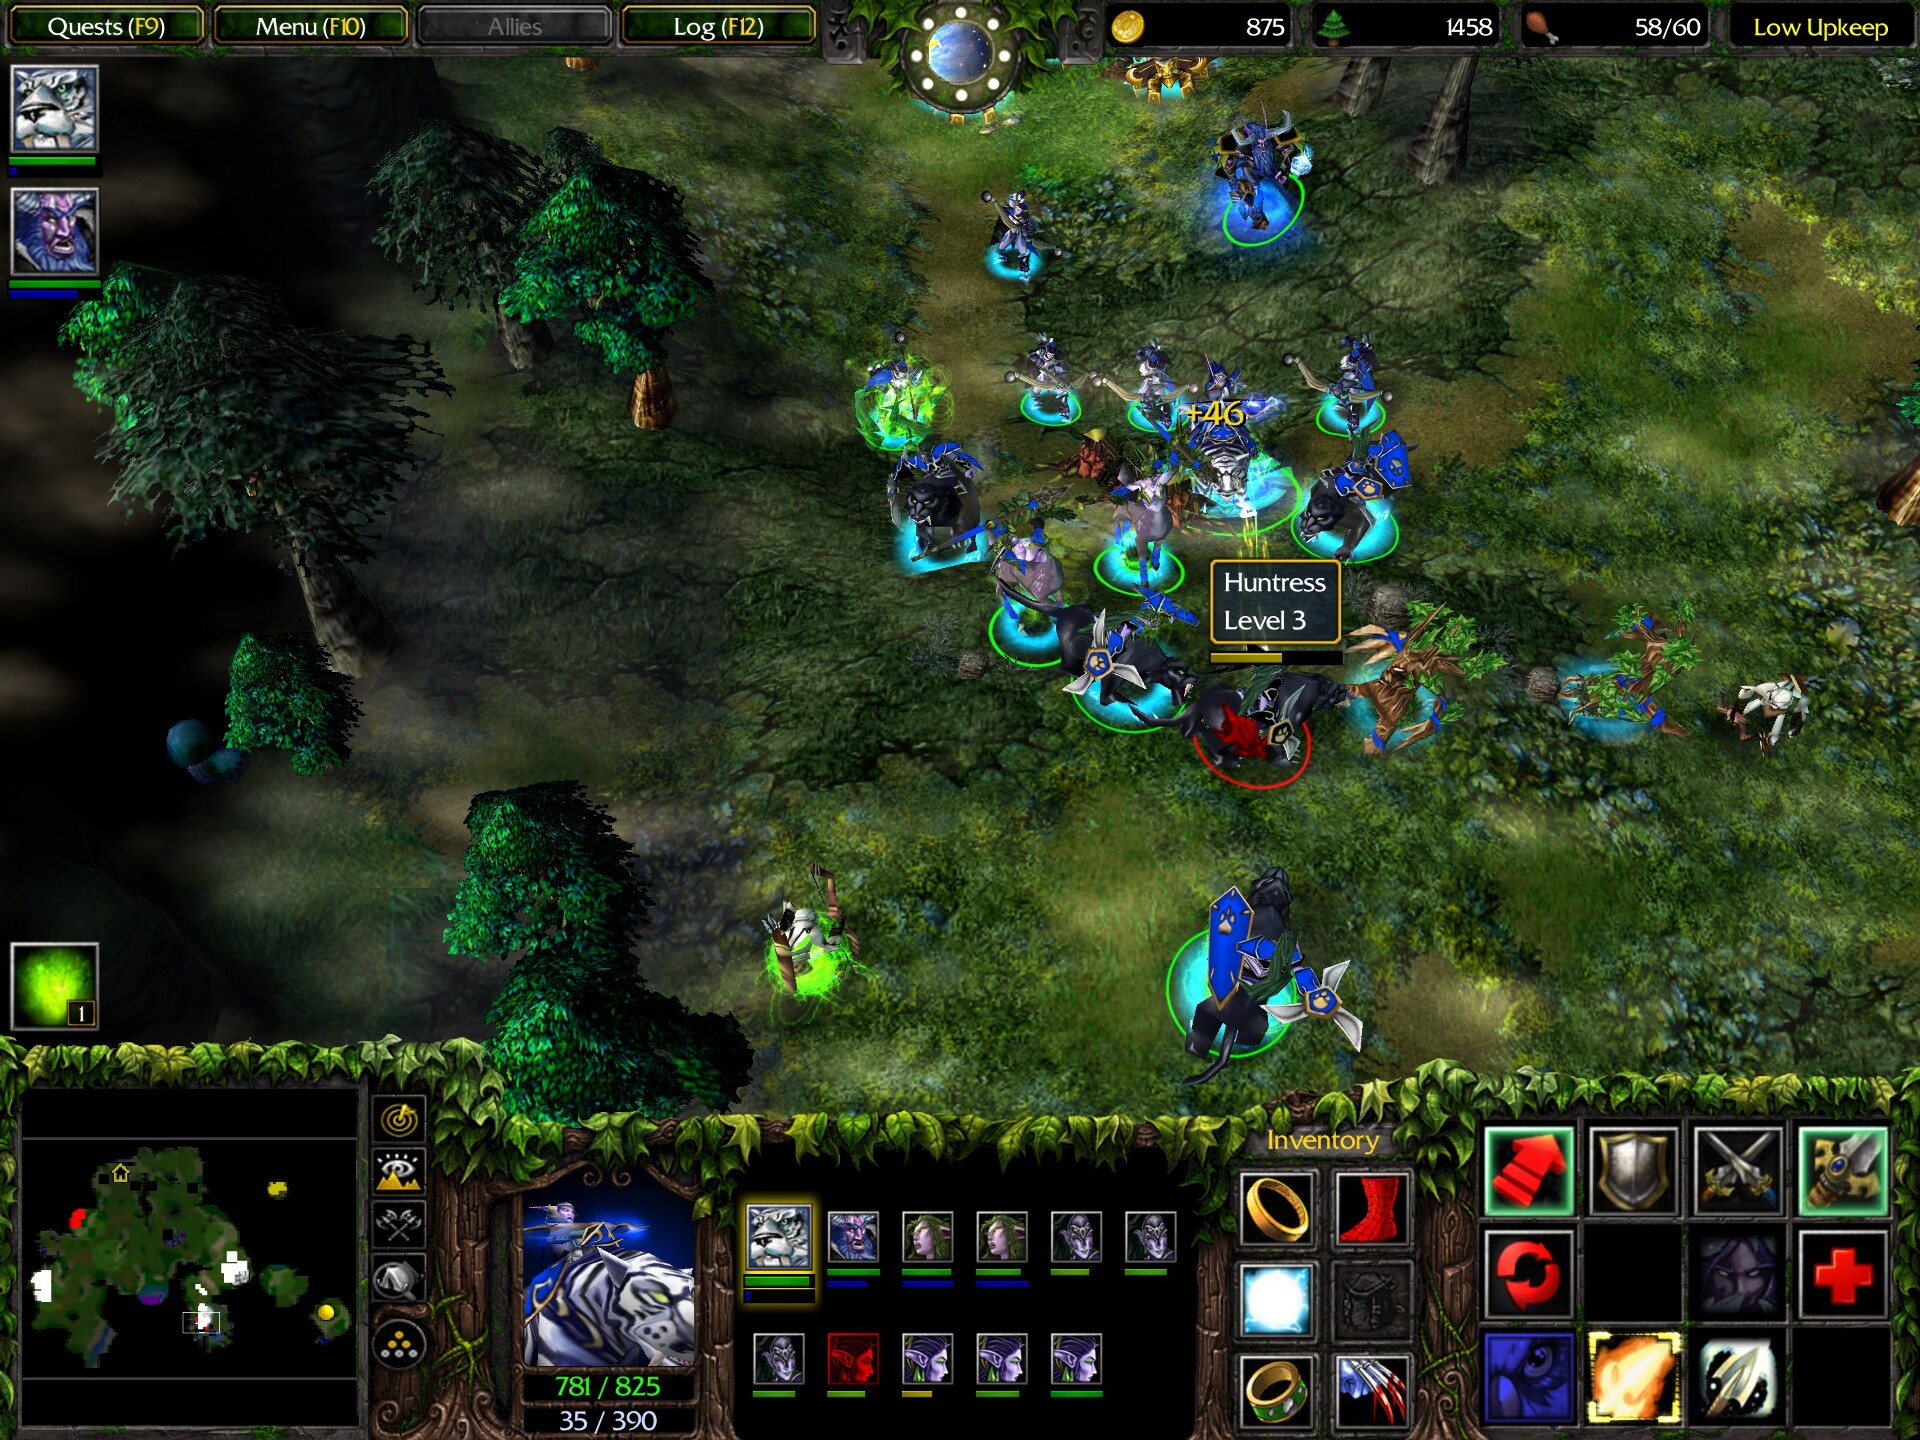 Quests (F9)
Menu (F10)
Allies
Log (F12)
875
1458
58/60
Low Upkeep
+46
Huntress
Level 3
1
Inventory
781 / 825
35 / 390